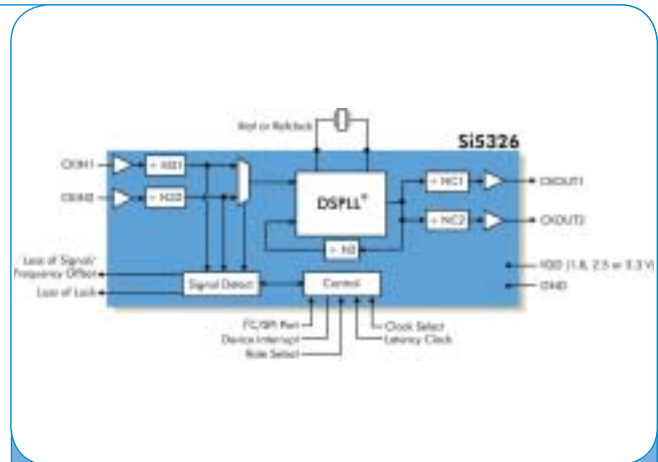 Xtal or Refclock
Si5326
CKIN1
÷ N31
CKIN2
÷ N32
DSPLL®
÷ NC1
CKOUT1
÷ NC2
CKOUT2
÷ N2
Loss of Signal/
Frequency Offset
Loss of Lock
Signal Detect
Control
VDD (1.8, 2.5 or 3.3 V)
GND
I²C/SPI Port
Device Interrupt
Rate Select
Clock Select
Latency Clock